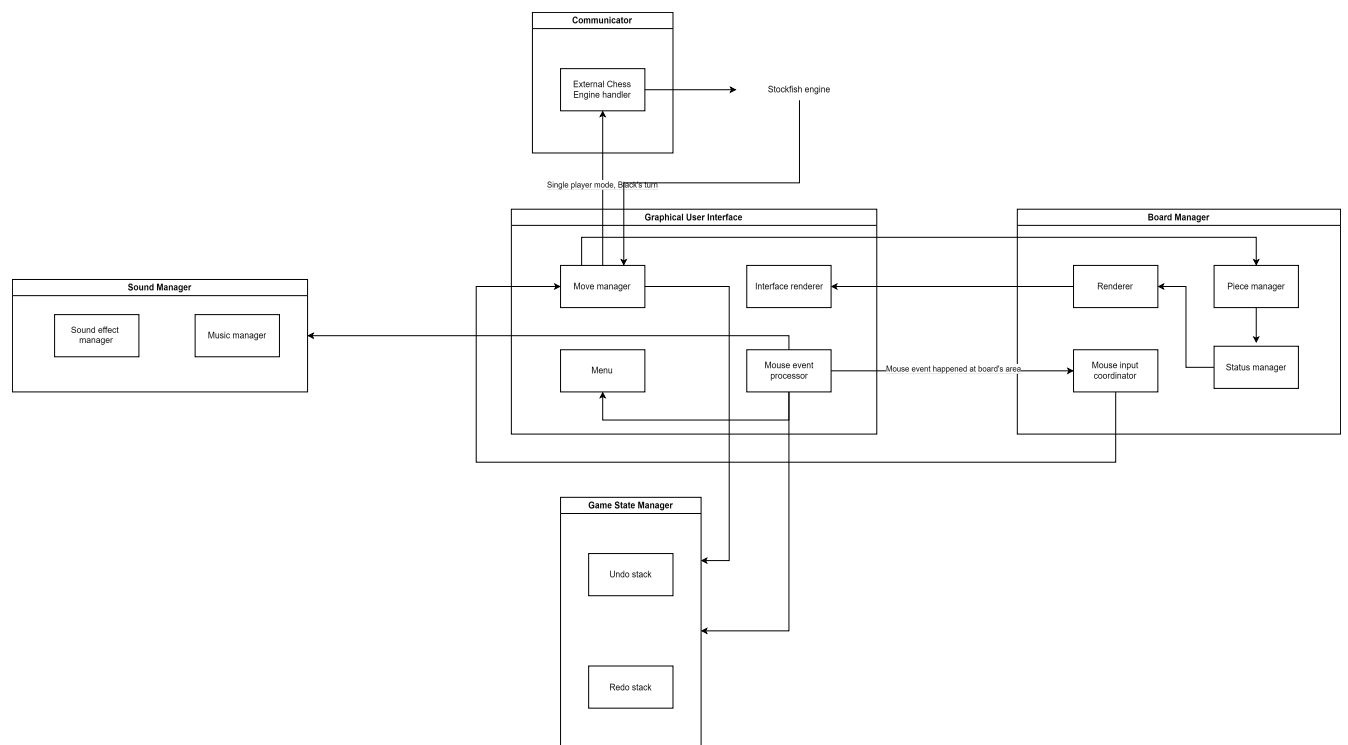 Communicator
External Chess
Engine handler
Stockfish engine
Single player mode, Black's turn
Graphical User Interface
Board Manager
Move manager
Interface renderer
Renderer
Piece manager
Sound Manager
Sound effect
manager
Music manager
Menu
Mouse event
processor
Mouse event happened at board's area
Mouse input
coordinator
Status manager
Game State Manager
Undo stack
Redo stack